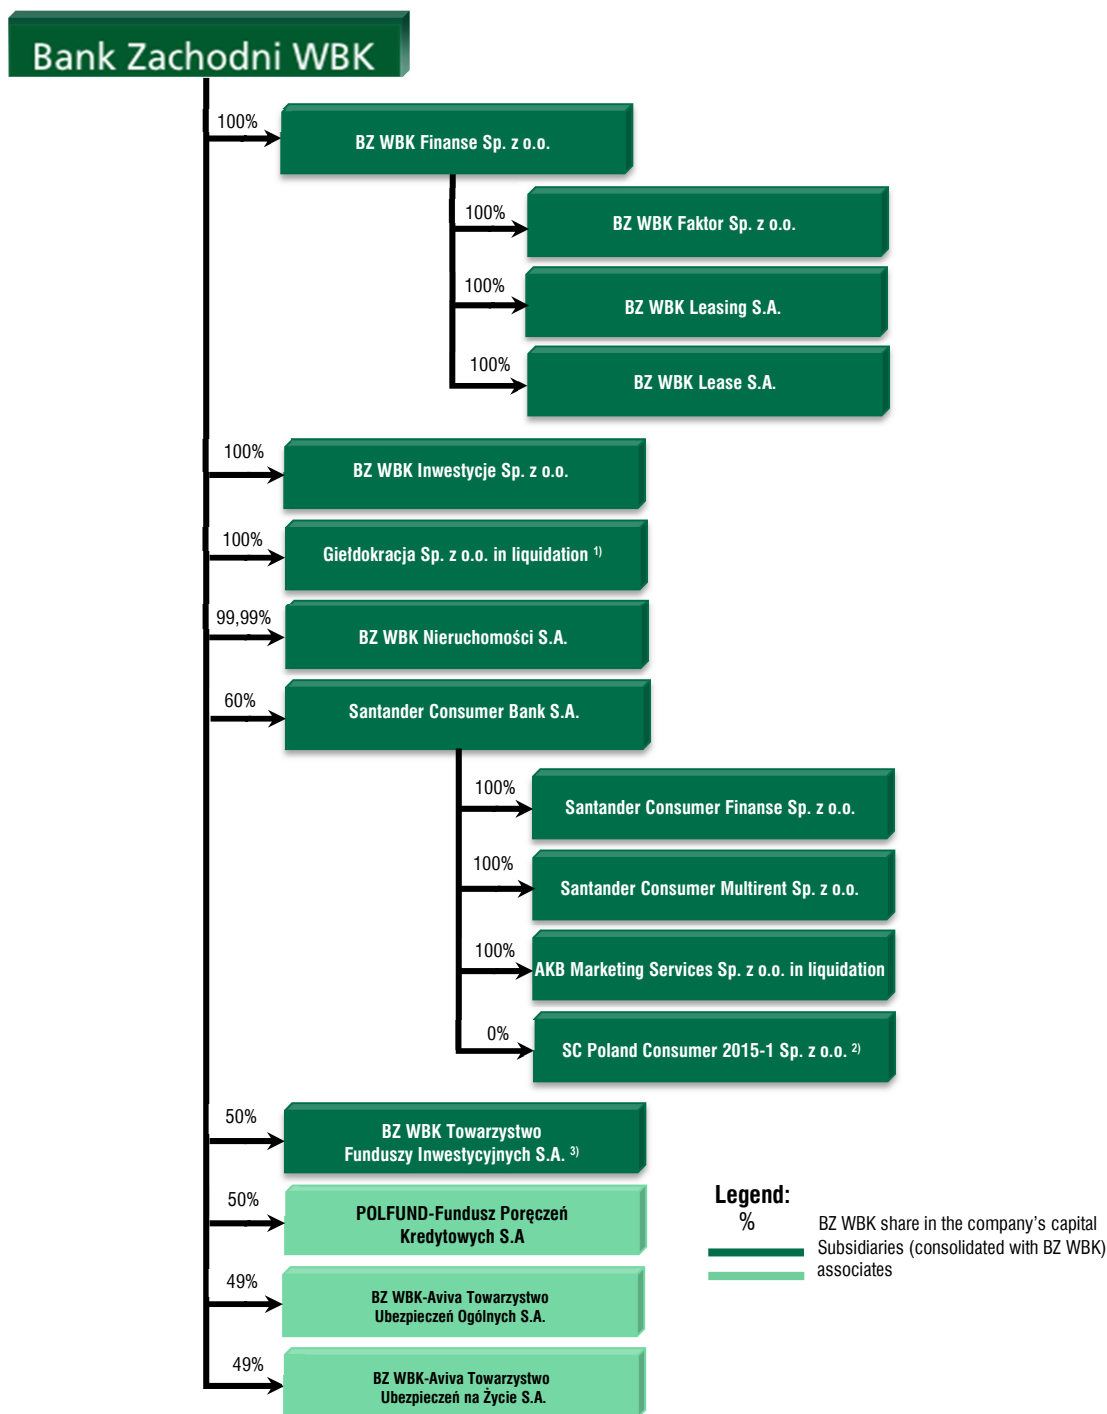 Bank Zachodni WBK
100%
BZ WBK Finanse Sp. z o.o.
100%
BZ WBK Faktor Sp. z o.o.
100%
BZ WBK Leasing S.A.
100%
BZ WBK Lease S.A.
100%
BZ WBK Inwestycje Sp. z o.o.
100%
Giełdokracja Sp. z o.o. in liquidation 1)
99,99%
BZ WBK Nieruchomości S.A.
60%
Santander Consumer Bank S.A.
100%
Santander Consumer Finanse Sp. z o.o.
100%
Santander Consumer Multirent Sp. z o.o.
100%
AKB Marketing Services Sp. z o.o. in liquidation
0%
SC Poland Consumer 2015-1 Sp. z o.o. 2)
50%
BZ WBK Towarzystwo
Funduszy Inwestycyjnych S.A. 3)
50%
POLFUND-Fundusz Poręczeń
Kredytowych S.A
49%
BZ WBK-Aviva Towarzystwo
Ubezpieczeń Ogólnych S.A.
49%
BZ WBK-Aviva Towarzystwo
Ubezpieczeń na Życie S.A.
Legend:
% BZ WBK share in the company's capital
Subsidiaries (consolidated with BZ WBK)
associates